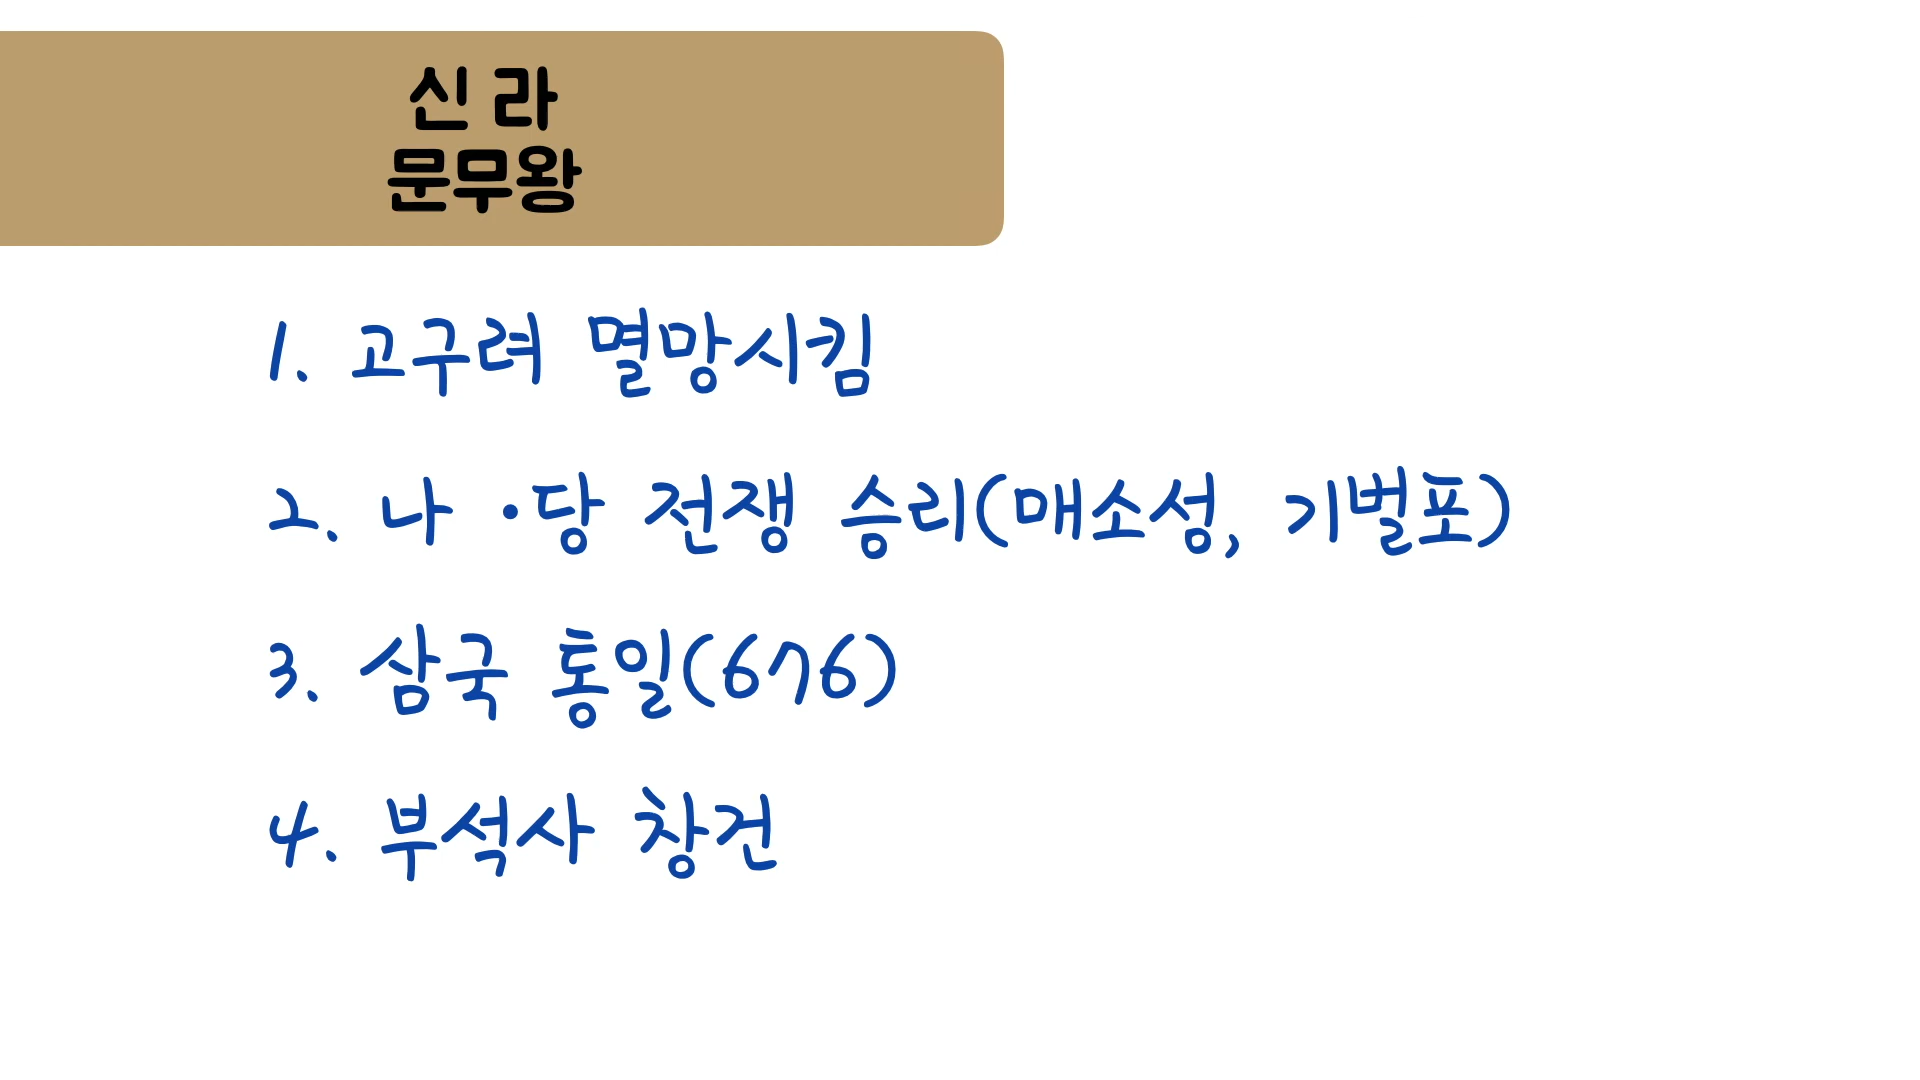 신 라
문무왕
1. 고구려 멸망시킴
2. 나 ·당 전쟁 승리(매소성, 기벌포)
3. 삼국 통일(676)
4. 부석사 창건